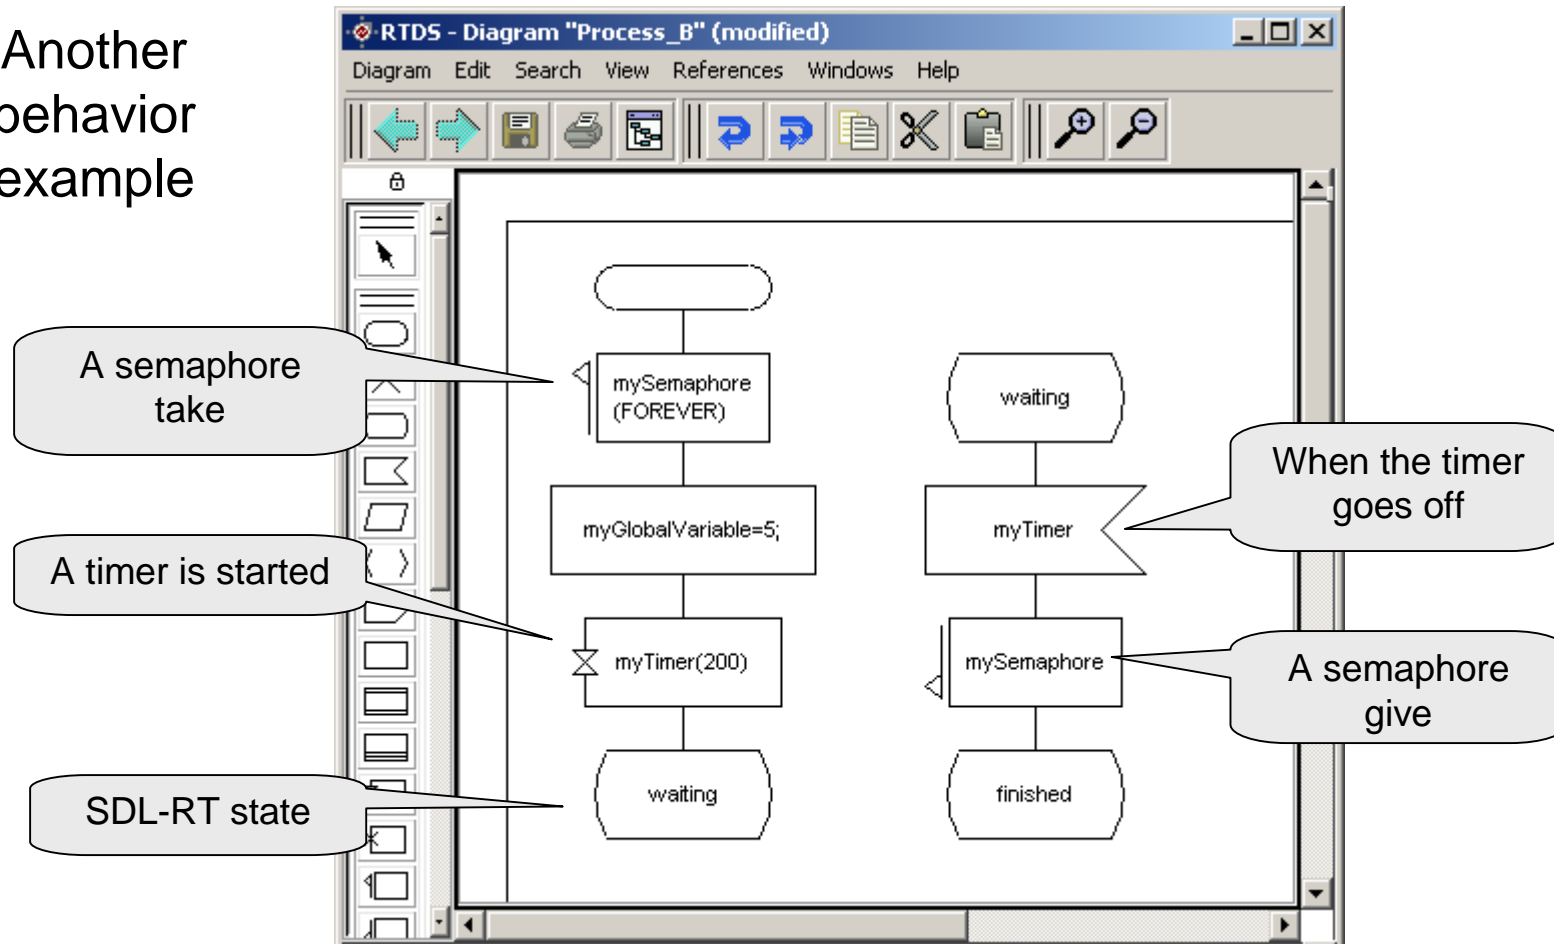 Another
behavior
example
RTDS - Diagram "Process_B" (modified)
Diagram Edit Search View References Windows Help
A semaphore
take
A timer is started
SDL-RT state
mySemaphore
(FOREVER)
myGlobalVariable=5;
myTimer(200)
waiting
waiting
myTimer
mySemaphore
finished
When the timer
goes off
A semaphore
give